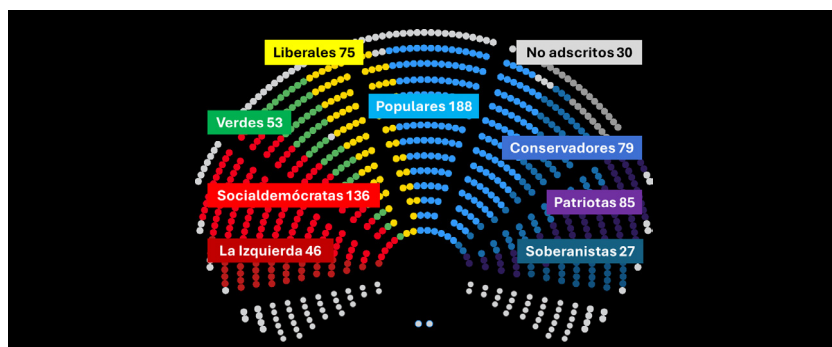 Liberales 75
No adscritos 30
Populares 188
Verdes 53
Conservadores 79
Socialdemócratas 136
Patriotas 85
La Izquierda 46
Soberanistas 27